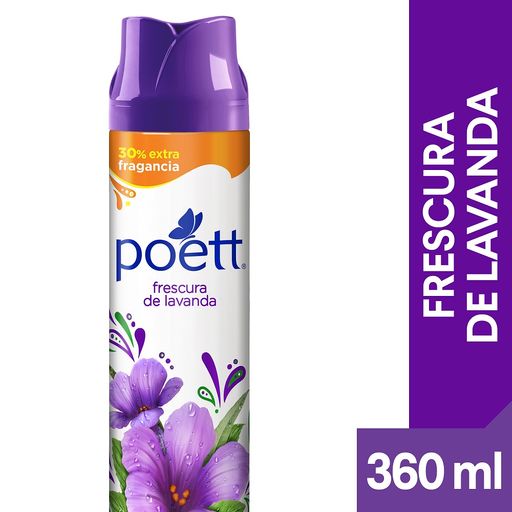 30% extra
fragancia
poett®
frescura
de lavanda
FRESCURA
DE LAVANDA
360 ml